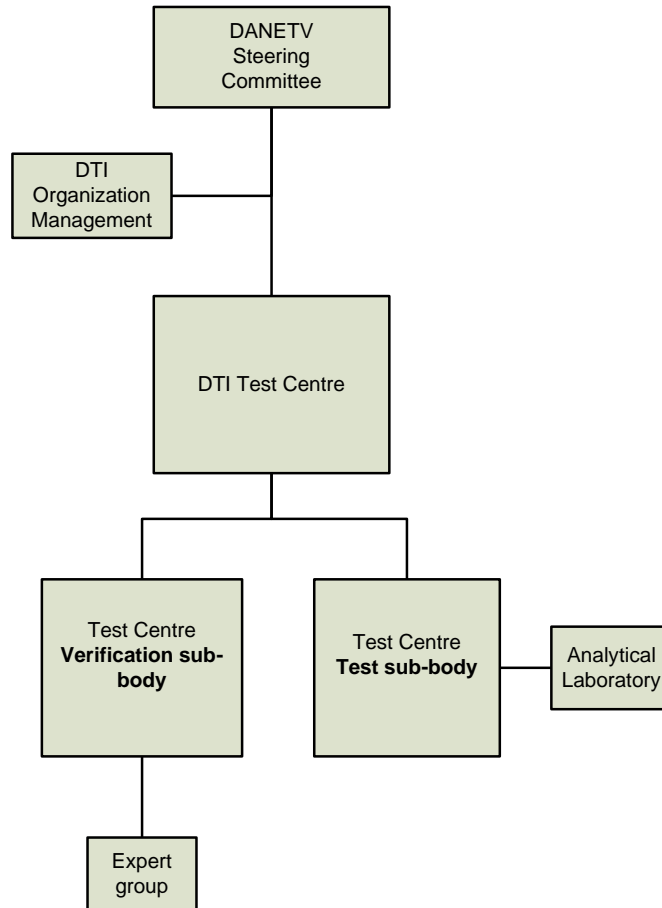 DANETV
Steering
Committee
DTI
Organization
Management
DTI Test Centre
Test Centre
Verification sub-
body
Test Centre
Test sub-body
Analytical
Laboratory
Expert
group